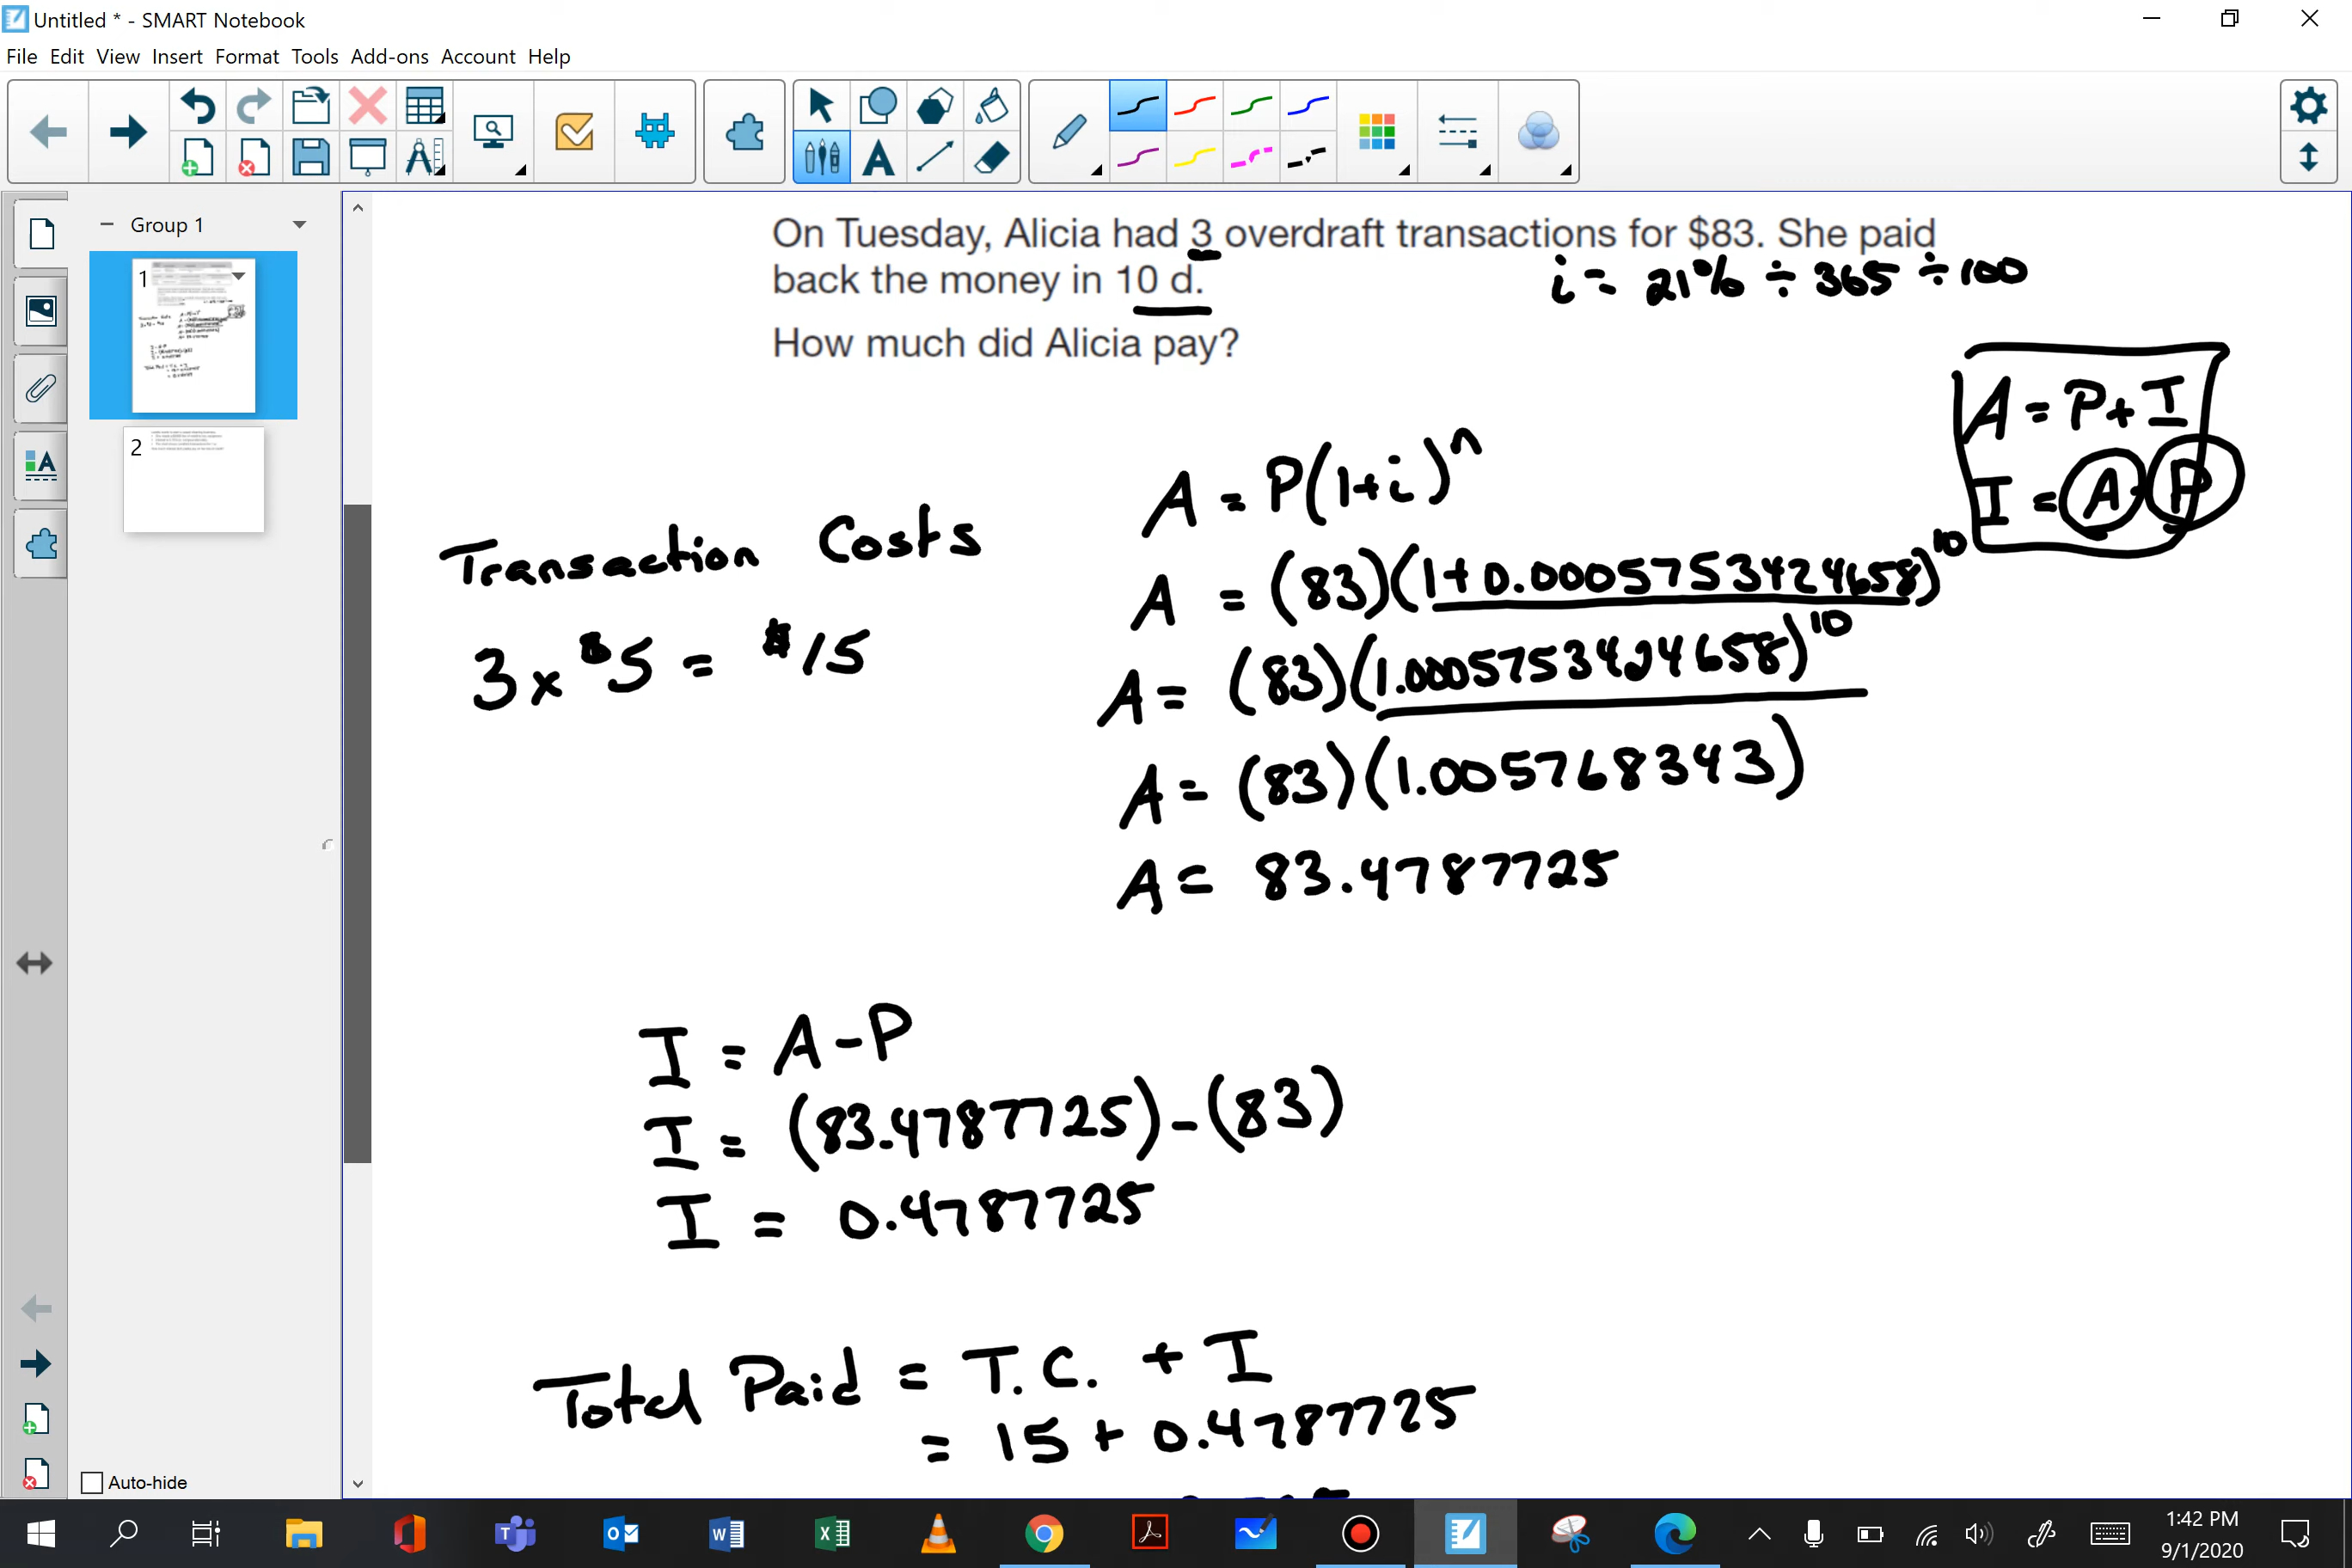 Untitled * - SMART Notebook
File Edit View Insert Format Tools Add-ons Account Help
Group 1
1
2
On Tuesday, Alicia had 3 overdraft transactions for $83. She paid
back the money in 10 d.
i = 21% ÷ 365 ÷ 100
How much did Alicia pay?
A = P + I
I = A - P
A = P(1+i)^n
Transaction Costs
A = (83)(1+0.0005753424658)^10
3 x $5 = $15
A = (83)(1.0005753424658)^10
A = (83)(1.005768343)
A = 83.4787725
I = A - P
I = (83.4787725) - (83)
I = 0.4787725
Total Paid = T.C. + I
= 15 + 0.4787725
Auto-hide
1:42 PM
9/1/2020